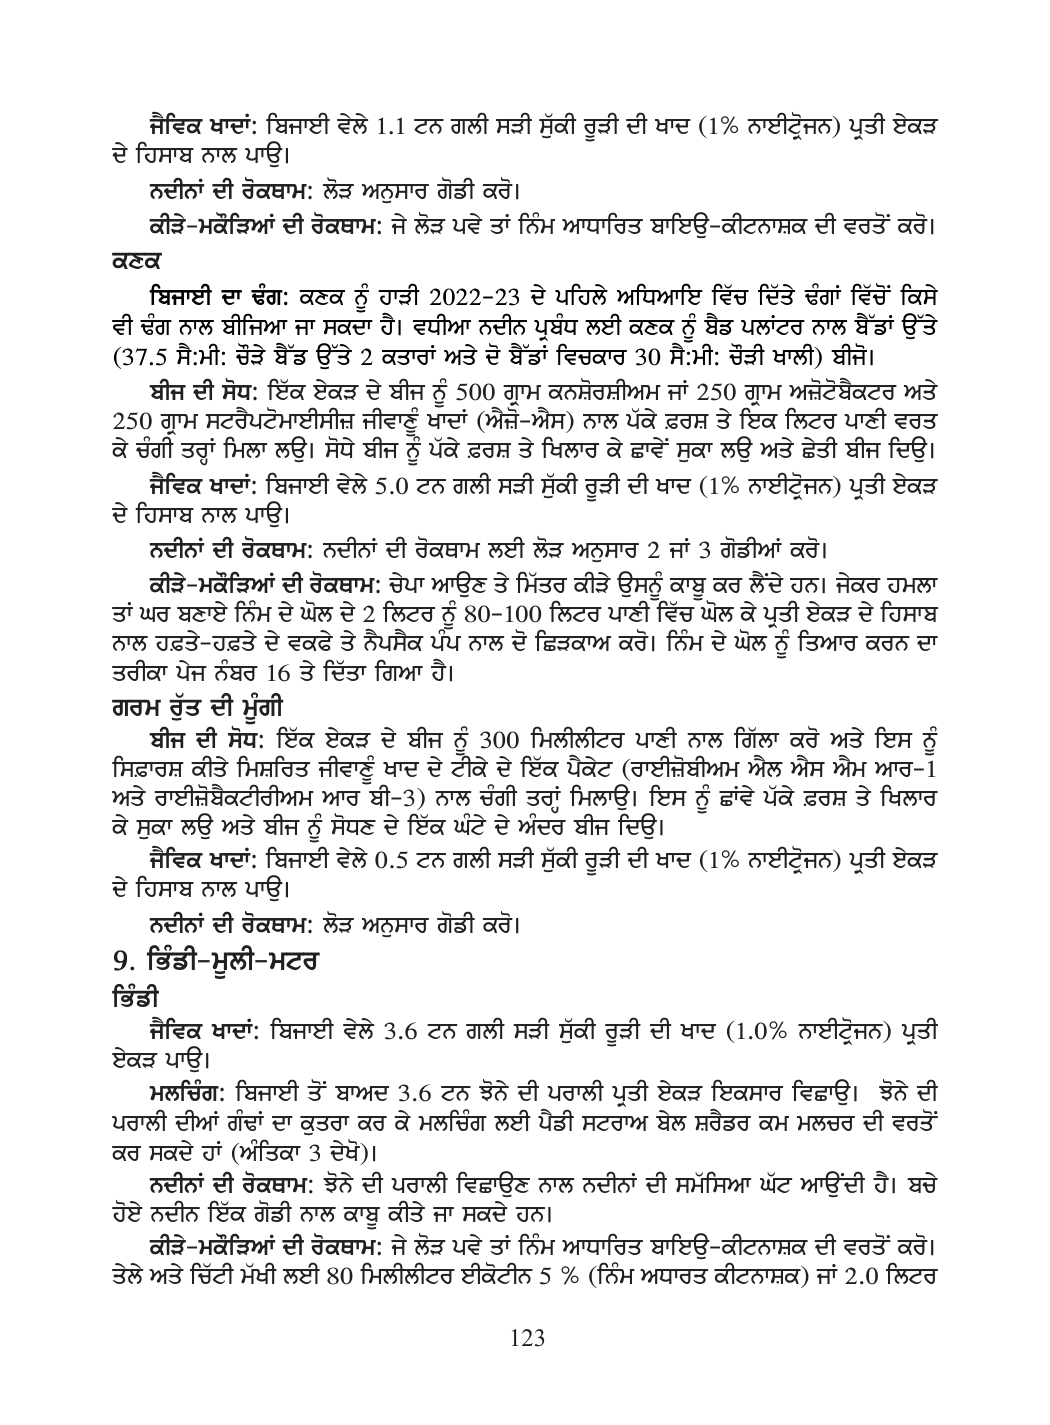 ਜੈਵਿਕ ਖਾਦਾਂ: ਬਿਜਾਈ ਵੇਲੇ 1.1 ਟਨ ਗਲੀ ਸੜੀ ਸੁੱਕੀ ਰੂੜੀ ਦੀ ਖਾਦ (1% ਨਾਈਟ੍ਰੋਜਨ) ਪ੍ਰਤੀ ਏਕੜ
ਦੇ ਹਿਸਾਬ ਨਾਲ ਪਾਉ।
ਨਦੀਨਾਂ ਦੀ ਰੋਕਥਾਮ: ਲੋੜ ਅਨੁਸਾਰ ਗੋਡੀ ਕਰੋ।
ਕੀੜੇ-ਮਕੌੜਿਆਂ ਦੀ ਰੋਕਥਾਮ: ਜੇ ਲੋੜ ਪਵੇ ਤਾਂ ਨਿੰਮ ਆਧਾਰਿਤ ਬਾਇਉ-ਕੀਟਨਾਸ਼ਕ ਦੀ ਵਰਤੋਂ ਕਰੋ।
ਕਣਕ
ਬਿਜਾਈ ਦਾ ਢੰਗ: ਕਣਕ ਨੂੰ ਹਾੜੀ 2022-23 ਦੇ ਪਹਿਲੇ ਅਧਿਆਇ ਵਿੱਚ ਦਿੱਤੇ ਢੰਗਾਂ ਵਿੱਚੋਂ ਕਿਸੇ
ਵੀ ਢੰਗ ਨਾਲ ਬੀਜਿਆ ਜਾ ਸਕਦਾ ਹੈ। ਵਧੀਆ ਨਦੀਨ ਪ੍ਰਬੰਧ ਲਈ ਕਣਕ ਨੂੰ ਬੈਡ ਪਲਾਂਟਰ ਨਾਲ ਬੈੱਡਾਂ ਉੱਤੇ
(37.5 ਸੈ:ਮੀ: ਚੌੜੇ ਬੈੱਡ ਉੱਤੇ 2 ਕਤਾਰਾਂ ਅਤੇ ਦੋ ਬੈੱਡਾਂ ਵਿਚਕਾਰ 30 ਸੈ:ਮੀ: ਚੌੜੀ ਖਾਲੀ) ਬੀਜੋ।
ਬੀਜ ਦੀ ਸੋਧ: ਇੱਕ ਏਕੜ ਦੇ ਬੀਜ ਨੂੰ 500 ਗ੍ਰਾਮ ਕਨਸ਼ੋਰਸ਼ੀਅਮ ਜਾਂ 250 ਗ੍ਰਾਮ ਅਜ਼ੋਟੋਬੈਕਟਰ ਅਤੇ
250 ਗ੍ਰਾਮ ਸਟਰੈਪਟੋਮਾਈਸੀਜ਼ ਜੀਵਾਣੂੰ ਖਾਦਾਂ (ਐਜ਼ੋ-ਐਸ) ਨਾਲ ਪੱਕੇ ਫ਼ਰਸ਼ ਤੇ ਇਕ ਲਿਟਰ ਪਾਣੀ ਵਰਤ
ਕੇ ਚੰਗੀ ਤਰ੍ਹਾਂ ਮਿਲਾ ਲਉ। ਸੋਧੇ ਬੀਜ ਨੂੰ ਪੱਕੇ ਫ਼ਰਸ਼ ਤੇ ਖਿਲਾਰ ਕੇ ਛਾਵੇਂ ਸੁਕਾ ਲਉ ਅਤੇ ਛੇਤੀ ਬੀਜ ਦਿਉ।
ਜੈਵਿਕ ਖਾਦਾਂ: ਬਿਜਾਈ ਵੇਲੇ 5.0 ਟਨ ਗਲੀ ਸੜੀ ਸੁੱਕੀ ਰੂੜੀ ਦੀ ਖਾਦ (1% ਨਾਈਟ੍ਰੋਜਨ) ਪ੍ਰਤੀ ਏਕੜ
ਦੇ ਹਿਸਾਬ ਨਾਲ ਪਾਉ।
ਨਦੀਨਾਂ ਦੀ ਰੋਕਥਾਮ: ਨਦੀਨਾਂ ਦੀ ਰੋਕਥਾਮ ਲਈ ਲੋੜ ਅਨੁਸਾਰ 2 ਜਾਂ 3 ਗੋਡੀਆਂ ਕਰੋ।
ਕੀੜੇ-ਮਕੌੜਿਆਂ ਦੀ ਰੋਕਥਾਮ: ਚੇਪਾ ਆਉਣ ਤੇ ਮਿੱਤਰ ਕੀੜੇ ਉਸਨੂੰ ਕਾਬੂ ਕਰ ਲੈਂਦੇ ਹਨ। ਜੇਕਰ ਹਮਲਾ
ਤਾਂ ਘਰ ਬਣਾਏ ਨਿੰਮ ਦੇ ਘੋਲ ਦੇ 2 ਲਿਟਰ ਨੂੰ 80-100 ਲਿਟਰ ਪਾਣੀ ਵਿੱਚ ਘੋਲ ਕੇ ਪ੍ਰਤੀ ਏਕੜ ਦੇ ਹਿਸਾਬ
ਨਾਲ ਹਫ਼ਤੇ-ਹਫ਼ਤੇ ਦੇ ਵਕਫੇ ਤੇ ਨੈਪਸੈਕ ਪੰਪ ਨਾਲ ਦੋ ਛਿੜਕਾਅ ਕਰੋ। ਨਿੰਮ ਦੇ ਘੋਲ ਨੂੰ ਤਿਆਰ ਕਰਨ ਦਾ
ਤਰੀਕਾ ਪੇਜ ਨੰਬਰ 16 ਤੇ ਦਿੱਤਾ ਗਿਆ ਹੈ।
ਗਰਮ ਰੁੱਤ ਦੀ ਮੂੰਗੀ
ਬੀਜ ਦੀ ਸੋਧ: ਇੱਕ ਏਕੜ ਦੇ ਬੀਜ ਨੂੰ 300 ਮਿਲੀਲੀਟਰ ਪਾਣੀ ਨਾਲ ਗਿੱਲਾ ਕਰੋ ਅਤੇ ਇਸ ਨੂੰ
ਸਿਫ਼ਾਰਸ਼ ਕੀਤੇ ਮਿਸ਼ਰਿਤ ਜੀਵਾਣੂੰ ਖਾਦ ਦੇ ਟੀਕੇ ਦੇ ਇੱਕ ਪੈਕੇਟ (ਰਾਈਜ਼ੋਬੀਅਮ ਐਲ ਐਸ ਐਮ ਆਰ-1
ਅਤੇ ਰਾਈਜ਼ੋਬੈਕਟੀਰੀਅਮ ਆਰ ਬੀ-3) ਨਾਲ ਚੰਗੀ ਤਰ੍ਹਾਂ ਮਿਲਾਉ। ਇਸ ਨੂੰ ਛਾਂਵੇ ਪੱਕੇ ਫ਼ਰਸ਼ ਤੇ ਖਿਲਾਰ
ਕੇ ਸੁਕਾ ਲਉ ਅਤੇ ਬੀਜ ਨੂੰ ਸੋਧਣ ਦੇ ਇੱਕ ਘੰਟੇ ਦੇ ਅੰਦਰ ਬੀਜ ਦਿਉ।
ਜੈਵਿਕ ਖਾਦਾਂ: ਬਿਜਾਈ ਵੇਲੇ 0.5 ਟਨ ਗਲੀ ਸੜੀ ਸੁੱਕੀ ਰੂੜੀ ਦੀ ਖਾਦ (1% ਨਾਈਟ੍ਰੋਜਨ) ਪ੍ਰਤੀ ਏਕੜ
ਦੇ ਹਿਸਾਬ ਨਾਲ ਪਾਉ।
ਨਦੀਨਾਂ ਦੀ ਰੋਕਥਾਮ: ਲੋੜ ਅਨੁਸਾਰ ਗੋਡੀ ਕਰੋ।
9. ਭਿੰਡੀ-ਮੂਲੀ-ਮਟਰ
ਭਿੰਡੀ
ਜੈਵਿਕ ਖਾਦਾਂ: ਬਿਜਾਈ ਵੇਲੇ 3.6 ਟਨ ਗਲੀ ਸੜੀ ਸੁੱਕੀ ਰੂੜੀ ਦੀ ਖਾਦ (1.0% ਨਾਈਟ੍ਰੋਜਨ) ਪ੍ਰਤੀ
ਏਕੜ ਪਾਉ।
ਮਲਚਿੰਗ: ਬਿਜਾਈ ਤੋਂ ਬਾਅਦ 3.6 ਟਨ ਝੋਨੇ ਦੀ ਪਰਾਲੀ ਪ੍ਰਤੀ ਏਕੜ ਇਕਸਾਰ ਵਿਛਾਉ। ਝੋਨੇ ਦੀ
ਪਰਾਲੀ ਦੀਆਂ ਗੰਢਾਂ ਦਾ ਕੁਤਰਾ ਕਰ ਕੇ ਮਲਚਿੰਗ ਲਈ ਪੈਡੀ ਸਟਰਾਅ ਬੇਲ ਸ਼ਰੈਡਰ ਕਮ ਮਲਚਰ ਦੀ ਵਰਤੋਂ
ਕਰ ਸਕਦੇ ਹਾਂ (ਅੰਤਿਕਾ 3 ਦੇਖੋ)।
ਨਦੀਨਾਂ ਦੀ ਰੋਕਥਾਮ: ਝੋਨੇ ਦੀ ਪਰਾਲੀ ਵਿਛਾਉਣ ਨਾਲ ਨਦੀਨਾਂ ਦੀ ਸਮੱਸਿਆ ਘੱਟ ਆਉਂਦੀ ਹੈ। ਬਚੇ
ਹੋਏ ਨਦੀਨ ਇੱਕ ਗੋਡੀ ਨਾਲ ਕਾਬੂ ਕੀਤੇ ਜਾ ਸਕਦੇ ਹਨ।
ਕੀੜੇ-ਮਕੌੜਿਆਂ ਦੀ ਰੋਕਥਾਮ: ਜੇ ਲੋੜ ਪਵੇ ਤਾਂ ਨਿੰਮ ਆਧਾਰਿਤ ਬਾਇਉ-ਕੀਟਨਾਸ਼ਕ ਦੀ ਵਰਤੋਂ ਕਰੋ।
ਤੇਲੇ ਅਤੇ ਚਿੱਟੀ ਮੱਖੀ ਲਈ 80 ਮਿਲੀਲੀਟਰ ਈਕੋਟੀਨ 5 % (ਨਿੰਮ ਅਧਾਰਤ ਕੀਟਨਾਸ਼ਕ) ਜਾਂ 2.0 ਲਿਟਰ
123